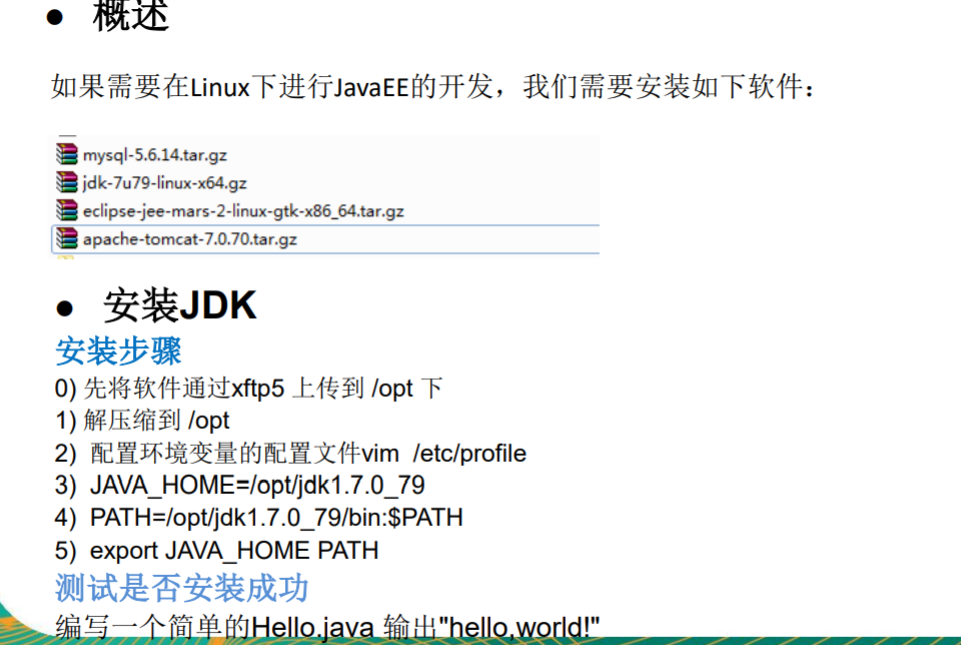 ● 概述
如果需要在Linux下进行JavaEE的开发，我们需要安装如下软件：
mysql-5.6.14.tar.gz
jdk-7u79-linux-x64.gz
eclipse-jee-mars-2-linux-gtk-x86_64.tar.gz
apache-tomcat-7.0.70.tar.gz
● 安装JDK
安装步骤
0) 先将软件通过xftp5 上传到 /opt 下
1) 解压缩到 /opt
2) 配置环境变量的配置文件vim /etc/profile
3) JAVA_HOME=/opt/jdk1.7.0_79
4) PATH=/opt/jdk1.7.0_79/bin:$PATH
5) export JAVA_HOME PATH
测试是否安装成功
编写一个简单的Hello.java 输出"hello,world!"